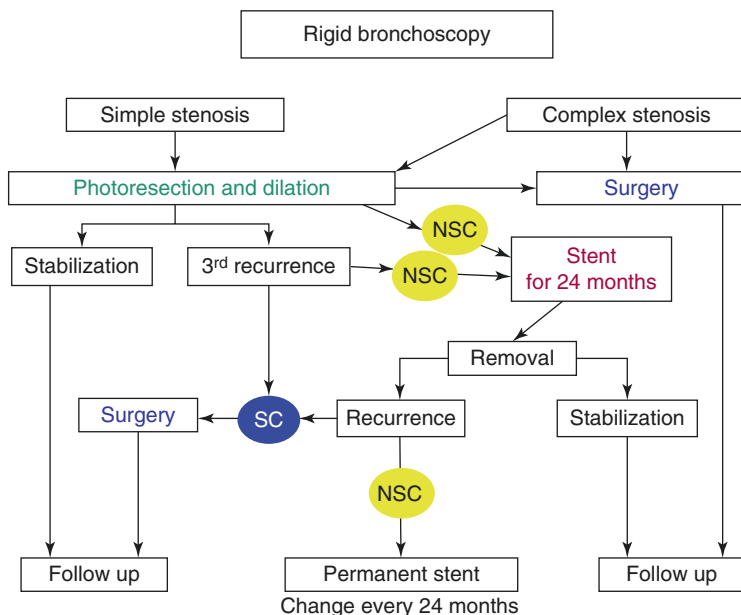 Rigid bronchoscopy
Simple stenosis
Complex stenosis
Photoresection and dilation
Surgery
NSC
Stabilization
3rd recurrence
NSC
Stent
for 24 months
Removal
Surgery
SC
Recurrence
Stabilization
NSC
Follow up
Permanent stent
Follow up
Change every 24 months